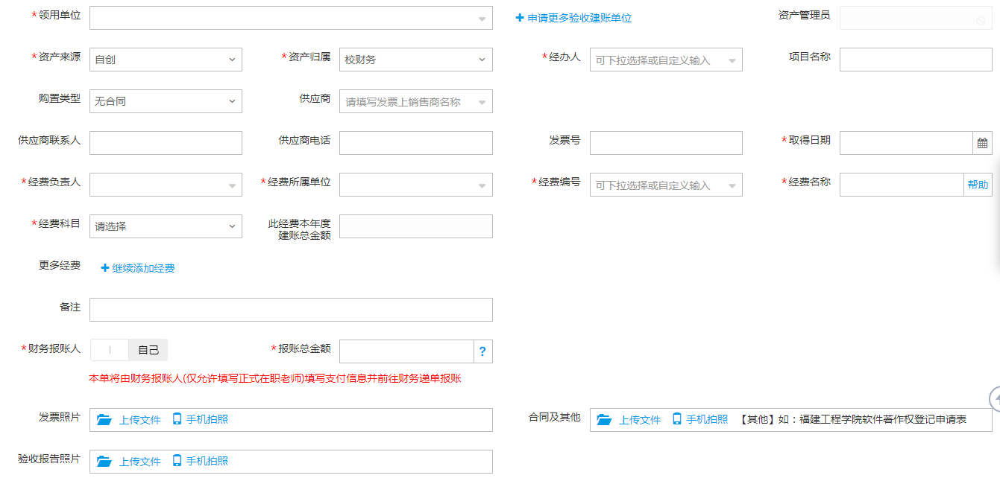 *领用单位
+ 申请更多验收建账单位
资产管理员
*资产来源 自创
*资产归属 校财务
*经办人 可下拉选择或自定义输入
项目名称
购置类型 无合同
供应商 请填写发票上销售商名称
供应商联系人
供应商电话
发票号
*取得日期
*经费负责人
*经费所属单位
*经费编号 可下拉选择或自定义输入
*经费名称 帮助
*经费科目 请选择
此经费本年度
建账总金额
更多经费 + 继续添加经费
备注
*财务报账人 自己
*报账总金额 ?
本单将由财务报账人(仅允许填写正式在职老师)填写支付信息并前往财务递单报账
发票照片 上传文件 手机拍照
合同及其他 上传文件 手机拍照 【其他】如：福建工程学院软件著作权登记申请表
验收报告照片 上传文件 手机拍照